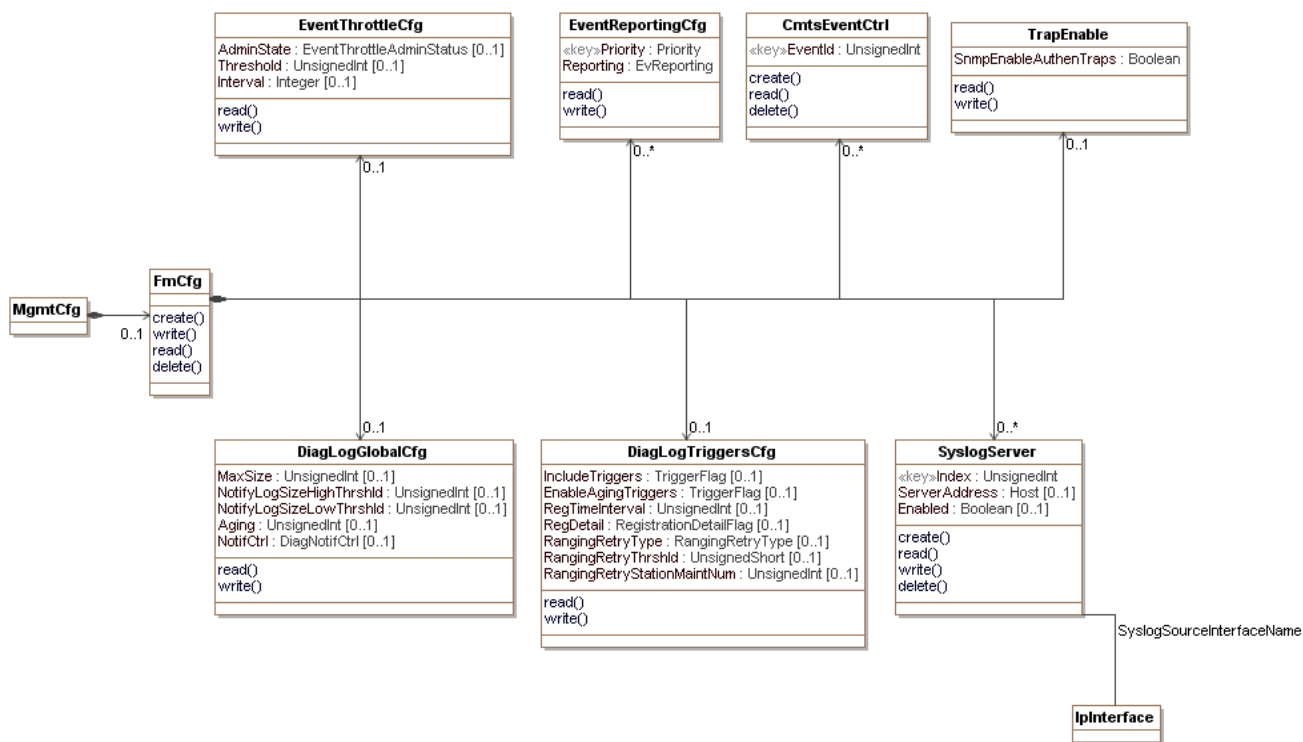 EventThrottleCfg
AdminState : EventThrottleAdminStatus [0..1]
Threshold : UnsignedInt [0..1]
Interval : Integer [0..1]
read()
write()
0..1
EventReportingCfg
«key»Priority : Priority
Reporting : EvReporting
read()
write()
0..*
CmtsEventCtrl
«key»EventId : UnsignedInt
create()
read()
delete()
0..*
TrapEnable
SnmpEnableAuthenTraps : Boolean
read()
write()
0..1
MgmtCfg
0..1
FmCfg
create()
write()
read()
delete()
0..1
DiagLogGlobalCfg
MaxSize : UnsignedInt [0..1]
NotifyLogSizeHighThrshld : UnsignedInt [0..1]
NotifyLogSizeLowThrshld : UnsignedInt [0..1]
Aging : UnsignedInt [0..1]
NotifCtrl : DiagNotifCtrl [0..1]
read()
write()
0..1
DiagLogTriggersCfg
IncludeTriggers : TriggerFlag [0..1]
EnableAgingTriggers : TriggerFlag [0..1]
RegTimeInterval : UnsignedInt [0..1]
RegDetail : RegistrationDetailFlag [0..1]
RangingRetryType : RangingRetryType [0..1]
RangingRetryThrshld : UnsignedShort [0..1]
RangingRetryStationMaintNum : UnsignedInt [0..1]
read()
write()
0..*
SyslogServer
«key»Index : UnsignedInt
ServerAddress : Host [0..1]
Enabled : Boolean [0..1]
create()
read()
write()
delete()
SyslogSourceInterfaceName
IpInterface